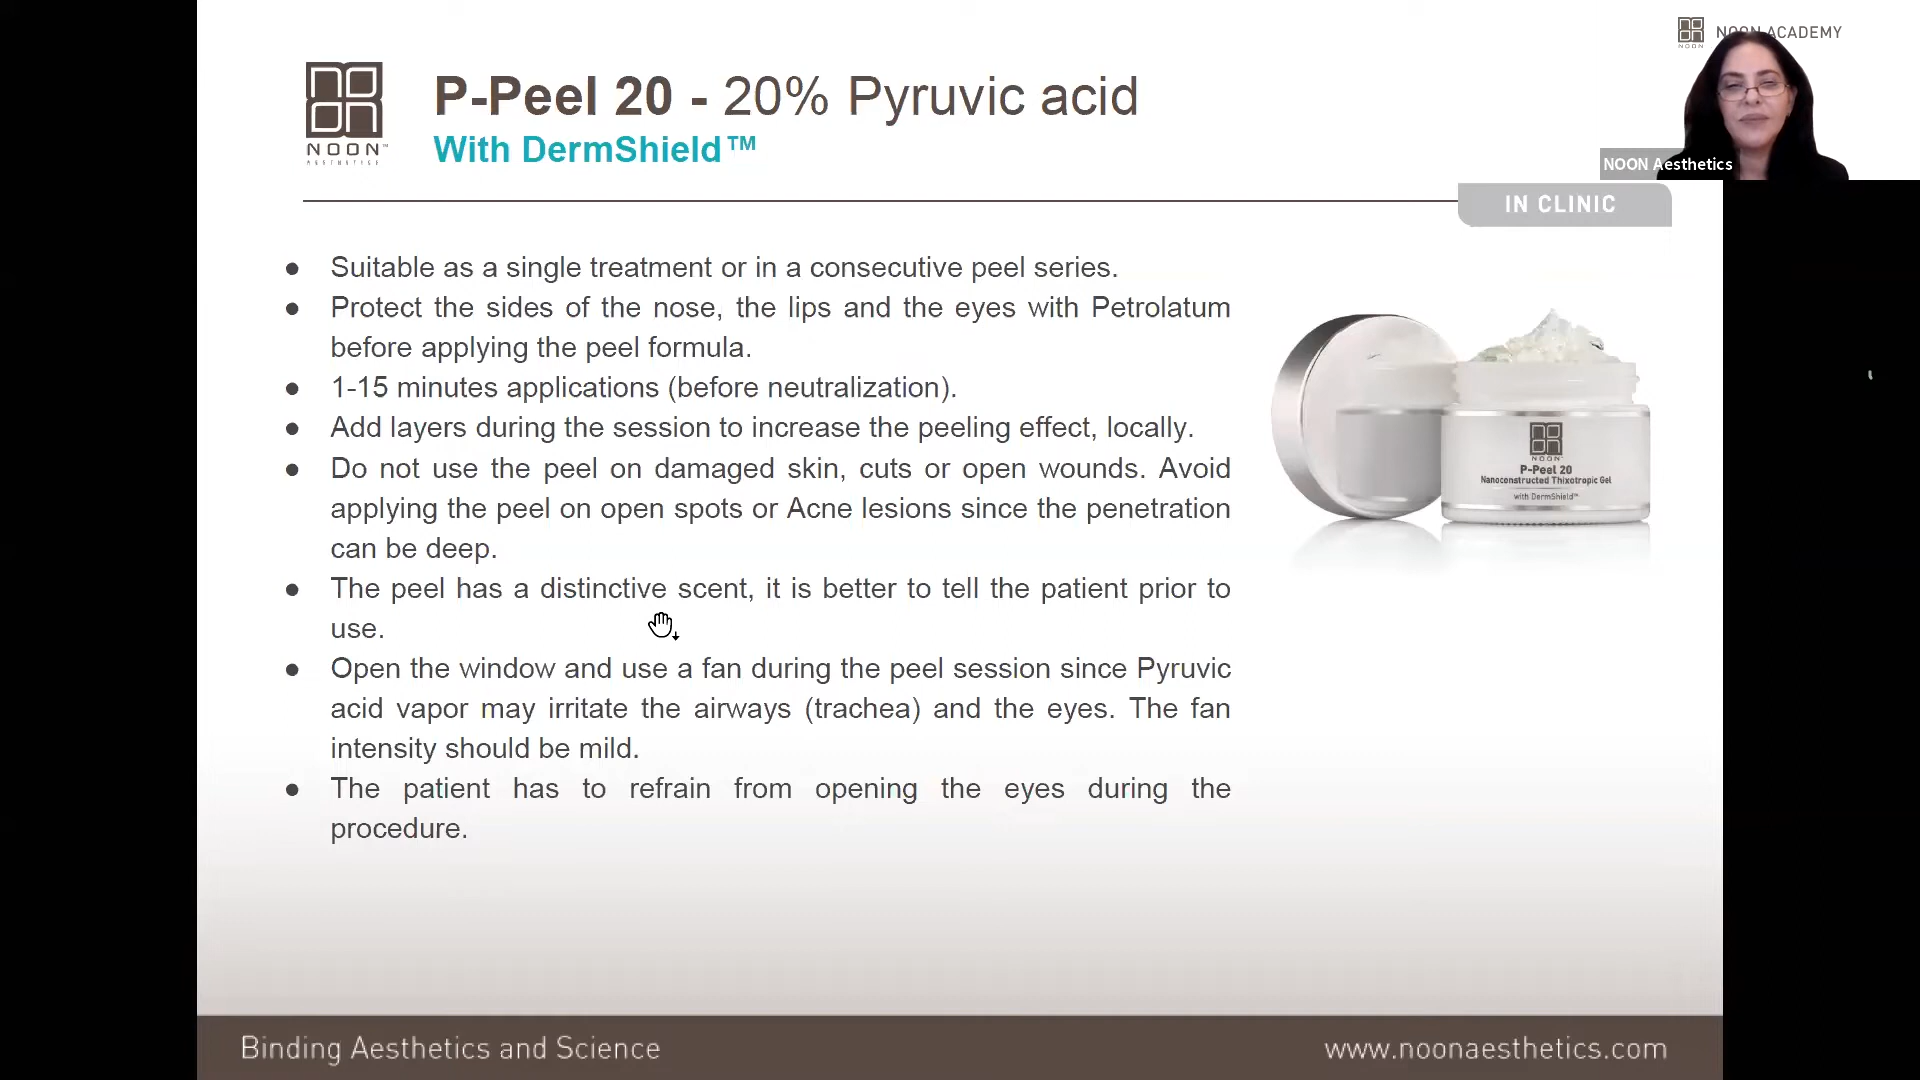 NOON ACADEMY
NOON
NOON™
AESTHETICS
P-Peel 20 - 20% Pyruvic acid
With DermShield™
NOON Aesthetics
IN CLINIC
● Suitable as a single treatment or in a consecutive peel series.
● Protect the sides of the nose, the lips and the eyes with Petrolatum
before applying the peel formula.
● 1-15 minutes applications (before neutralization).
● Add layers during the session to increase the peeling effect, locally.
● Do not use the peel on damaged skin, cuts or open wounds. Avoid
applying the peel on open spots or Acne lesions since the penetration
can be deep.
● The peel has a distinctive scent, it is better to tell the patient prior to
use.
● Open the window and use a fan during the peel session since Pyruvic
acid vapor may irritate the airways (trachea) and the eyes. The fan
intensity should be mild.
● The patient has to refrain from opening the eyes during the
procedure.
NOON
P-Peel 20
Nanoconstructed Thixotropic Gel
with DermShield™
Binding Aesthetics and Science
www.noonaesthetics.com